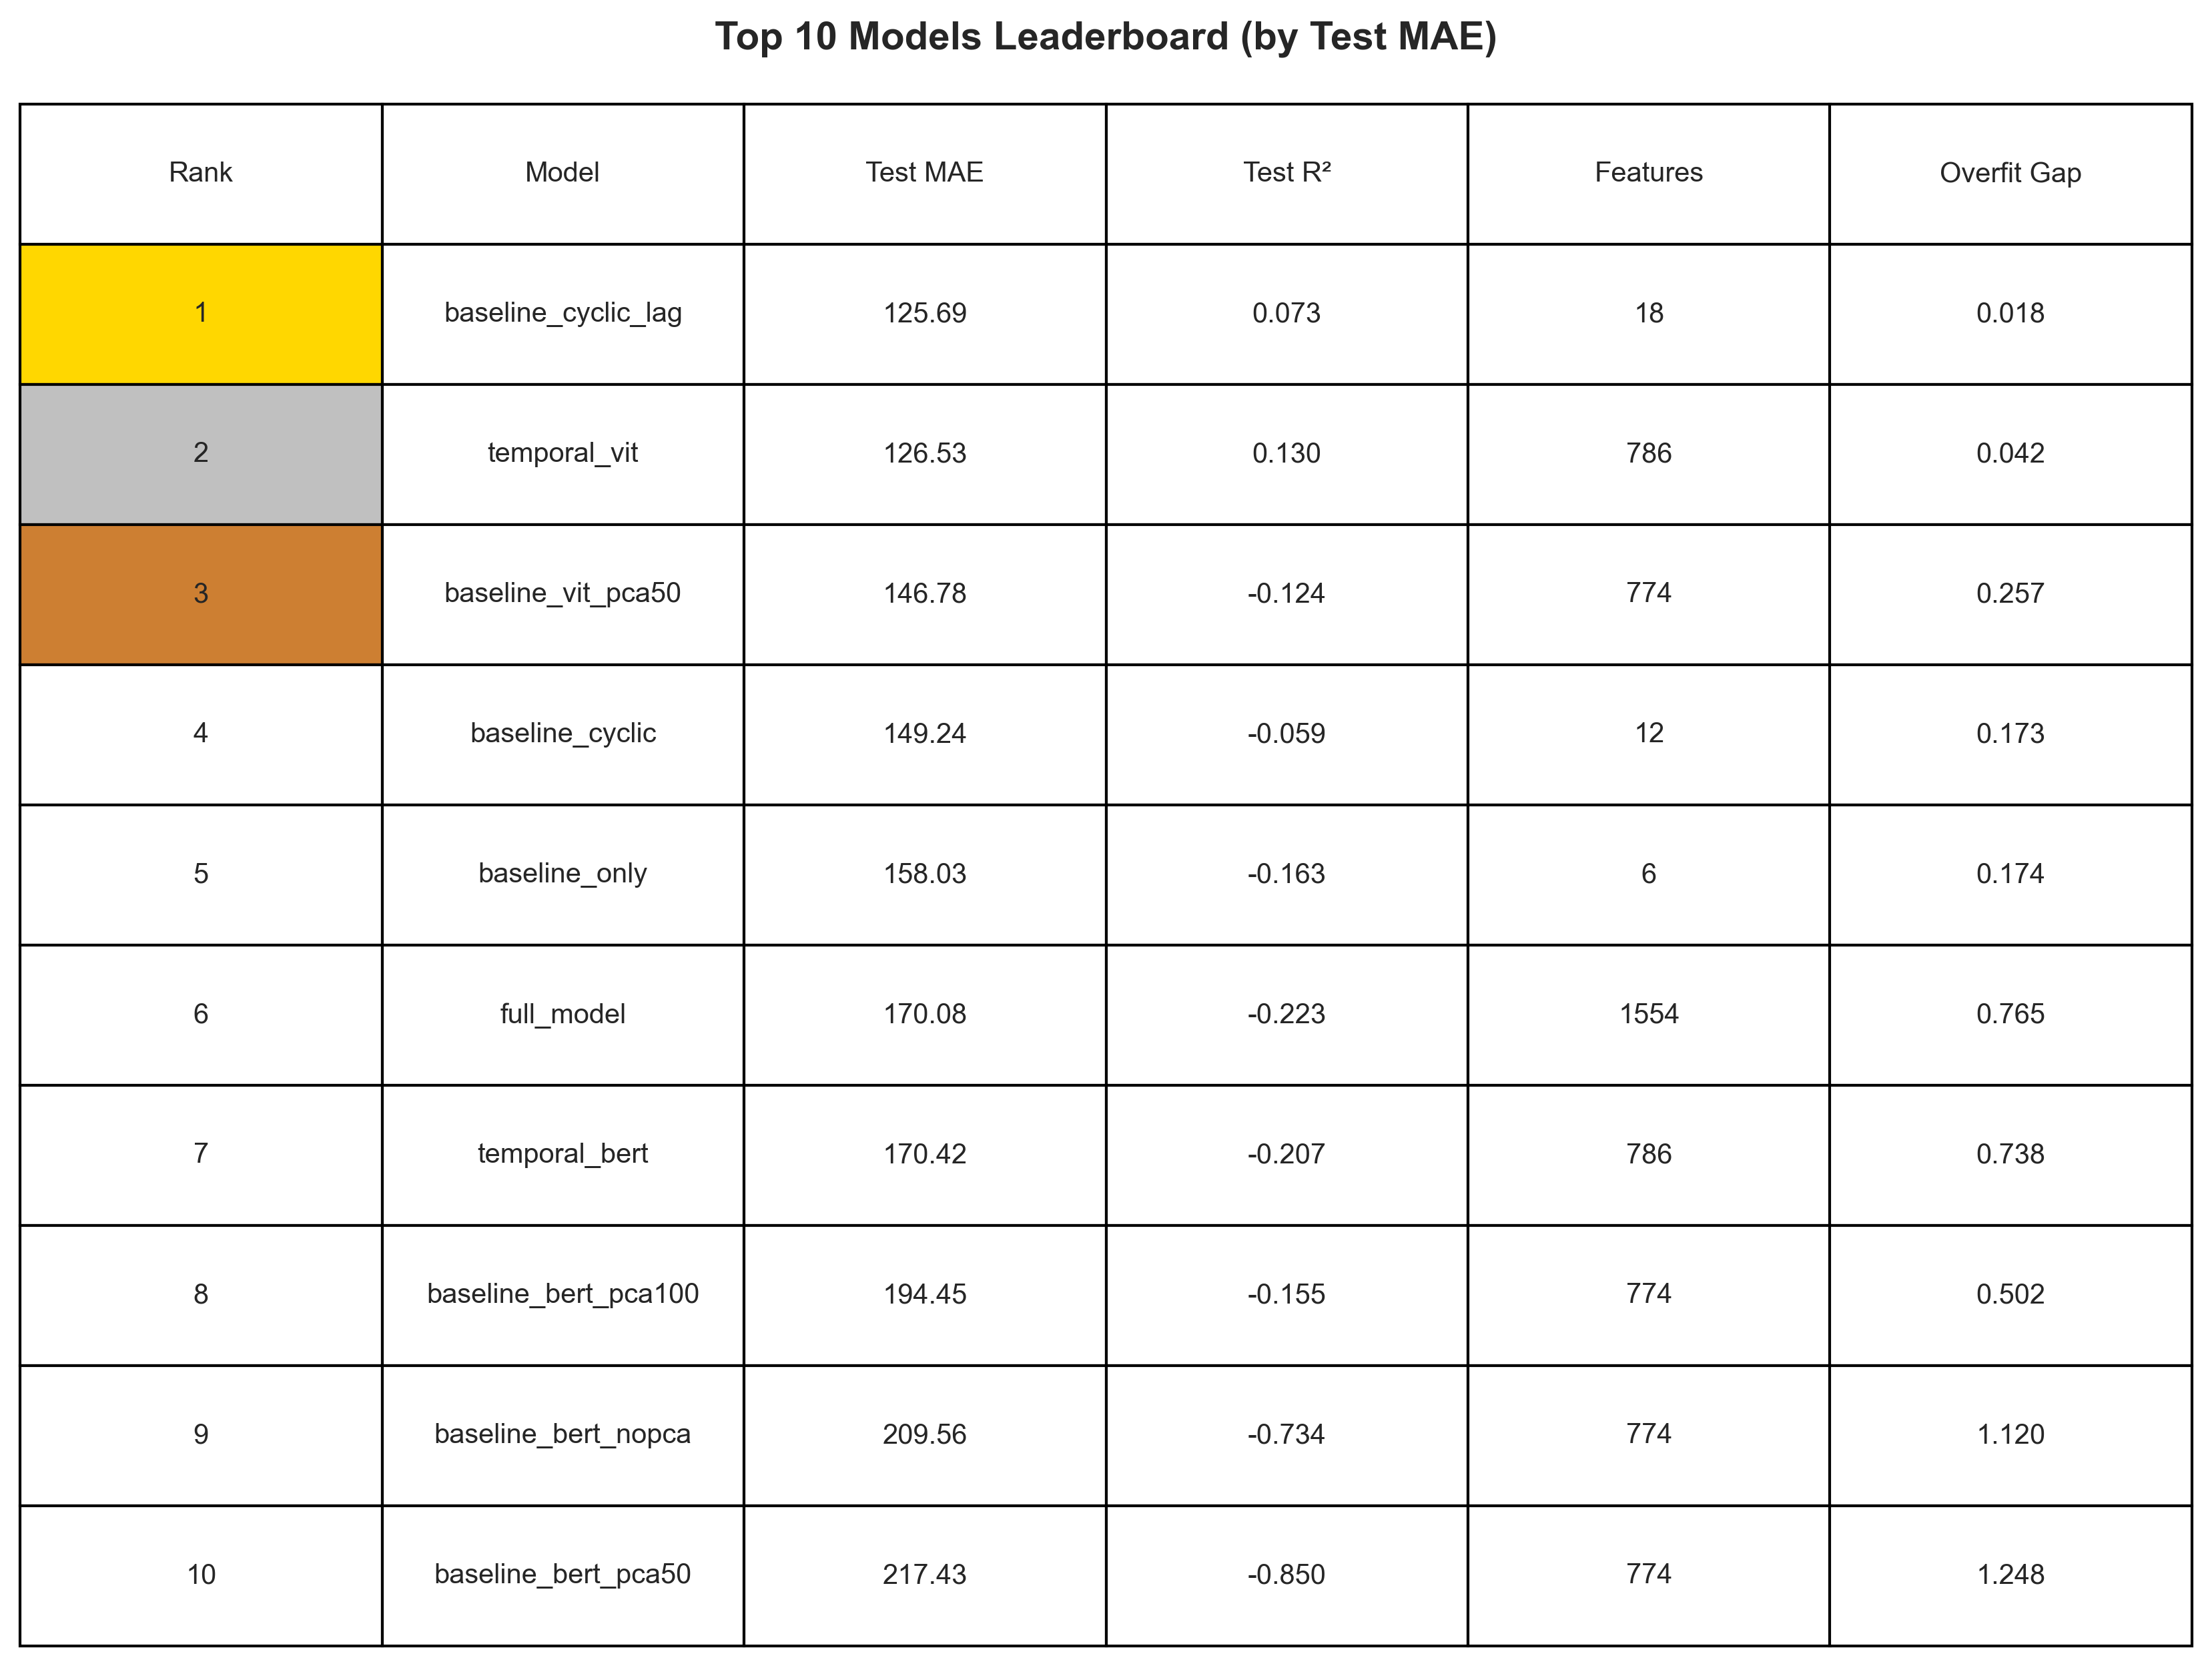 Top 10 Models Leaderboard (by Test MAE)
Rank Model Test MAE Test R² Features Overfit Gap
1 baseline_cyclic_lag 125.69 0.073 18 0.018
2 temporal_vit 126.53 0.130 786 0.042
3 baseline_vit_pca50 146.78 -0.124 774 0.257
4 baseline_cyclic 149.24 -0.059 12 0.173
5 baseline_only 158.03 -0.163 6 0.174
6 full_model 170.08 -0.223 1554 0.765
7 temporal_bert 170.42 -0.207 786 0.738
8 baseline_bert_pca100 194.45 -0.155 774 0.502
9 baseline_bert_nopca 209.56 -0.734 774 1.120
10 baseline_bert_pca50 217.43 -0.850 774 1.248